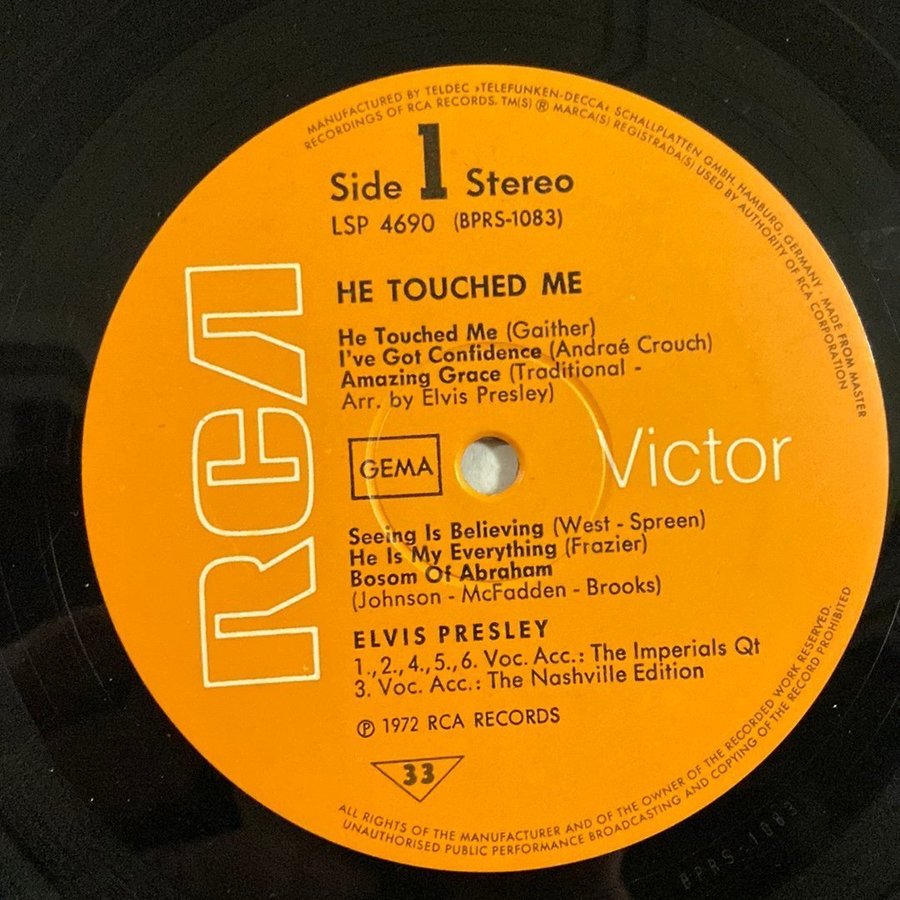 MANUFACTURED BY TELDEC »TELEFUNKEN-DECCA« SCHALLPLATTEN GMBH, HAMBURG, GERMANY · MADE FROM MASTER
RECORDINGS OF RCA RECORDS. TM(S) ® MARCA(S) REGISTRADA(S) USED BY AUTHORITY OF RCA CORPORATION
Side 1 Stereo
LSP 4690 (BPRS-1083)
HE TOUCHED ME
He Touched Me (Gaither)
I've Got Confidence (Andraé Crouch)
Amazing Grace (Traditional -
Arr. by Elvis Presley)
RCA
GEMA
Victor
Seeing Is Believing (West - Spreen)
He Is My Everything (Frazier)
Bosom Of Abraham
(Johnson - McFadden - Brooks)
ELVIS PRESLEY
1.,2.,4.,5.,6. Voc. Acc.: The Imperials Qt
3. Voc. Acc.: The Nashville Edition
℗ 1972 RCA RECORDS
33
ALL RIGHTS OF THE MANUFACTURER AND OF THE OWNER OF THE RECORDED WORK RESERVED.
UNAUTHORISED PUBLIC PERFORMANCE BROADCASTING AND COPYING OF THE RECORD PROHIBITED
BPRS-1083